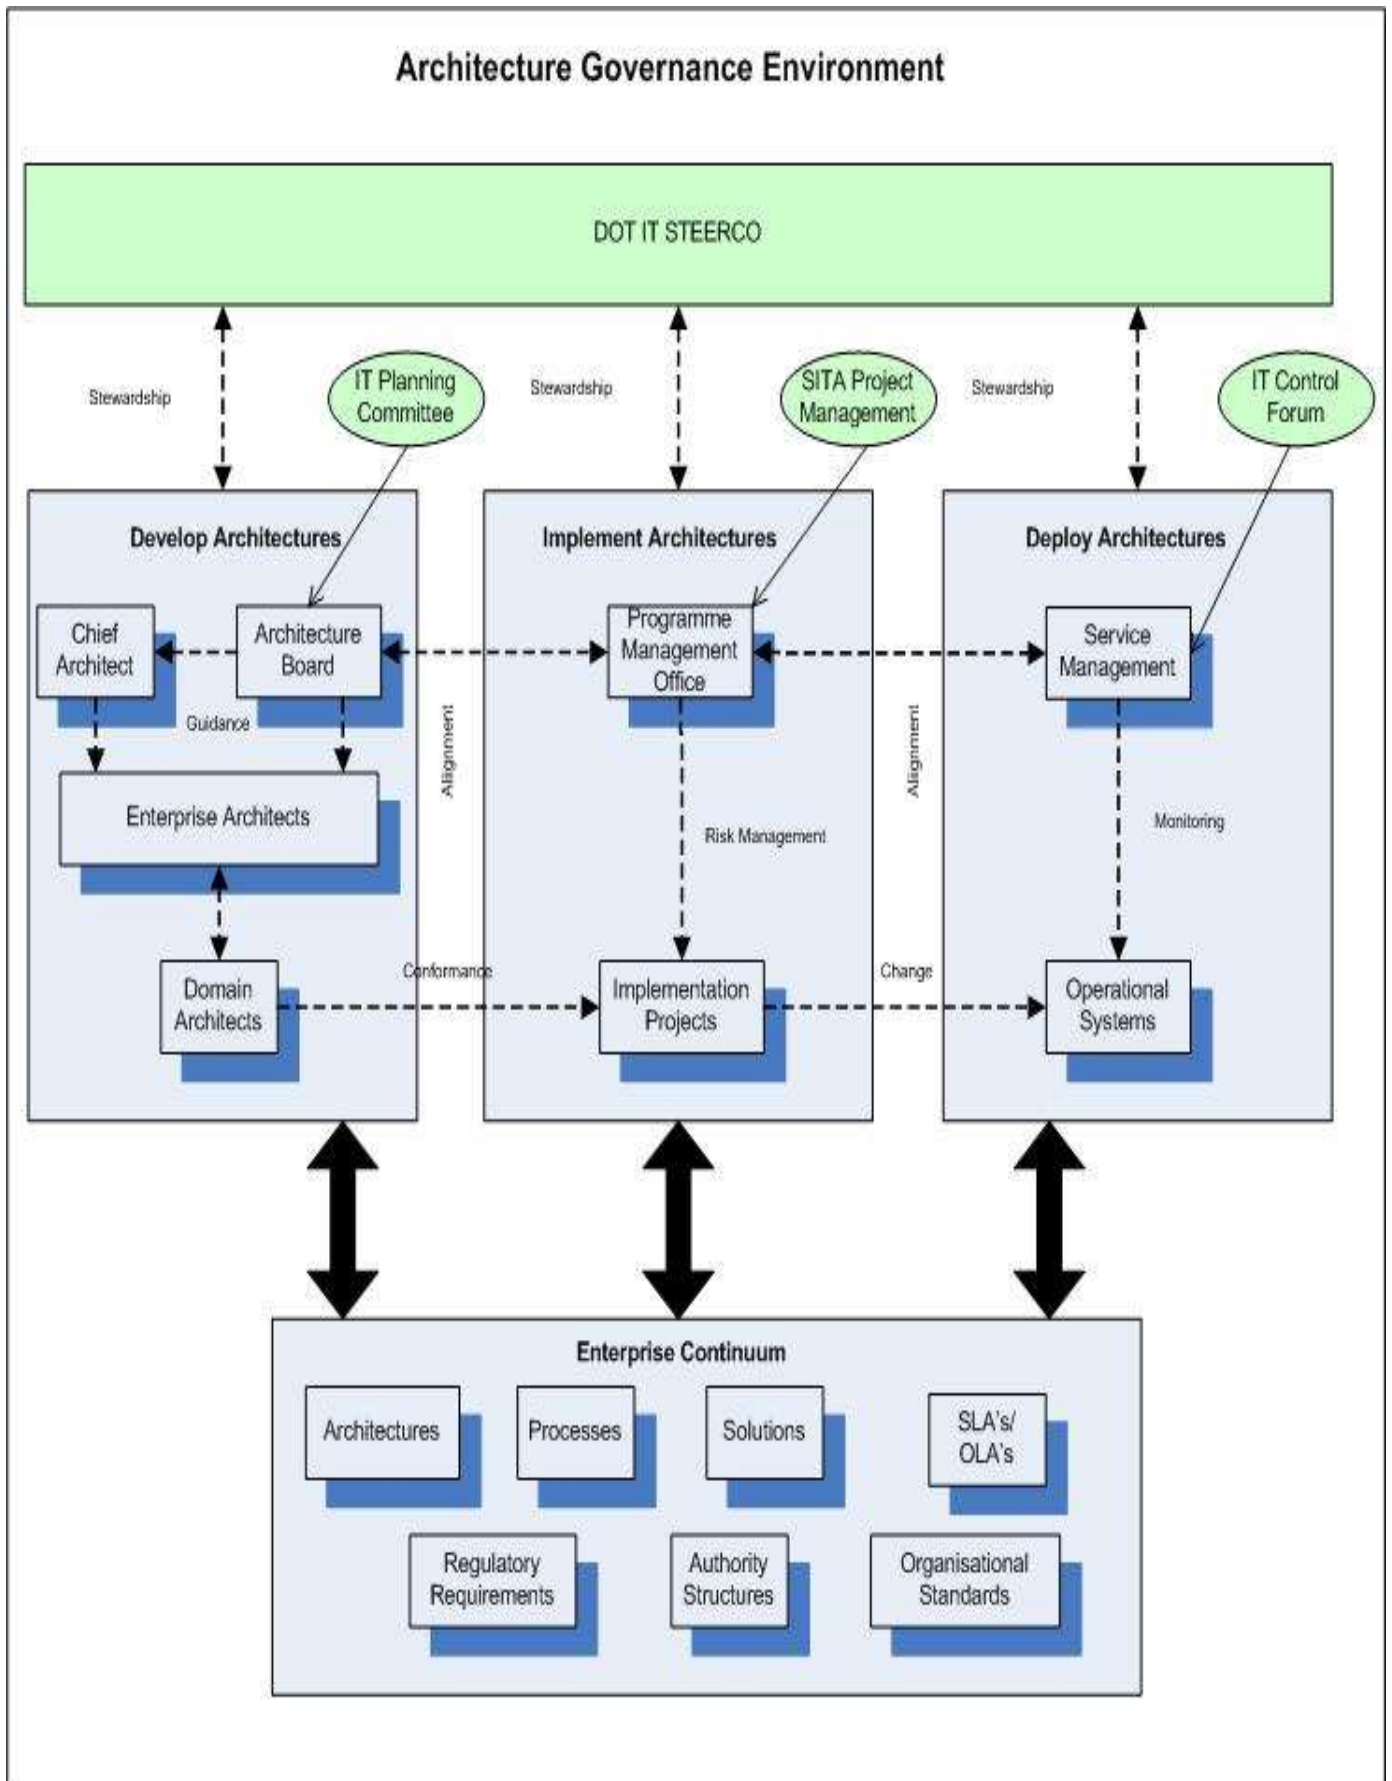 Architecture Governance Environment
DOT IT STEERCO
Stewardship
IT Planning
Committee
Stewardship
SITA Project
Management
Stewardship
IT Control
Forum
Develop Architectures
Chief
Architect
Architecture
Board
Guidance
Enterprise Architects
Domain
Architects
Alignment
Conformance
Implement Architectures
Programme
Management
Office
Risk Management
Implementation
Projects
Alignment
Change
Deploy Architectures
Service
Management
Monitoring
Operational
Systems
Enterprise Continuum
Architectures
Processes
Solutions
SLA's/
OLA's
Regulatory
Requirements
Authority
Structures
Organisational
Standards